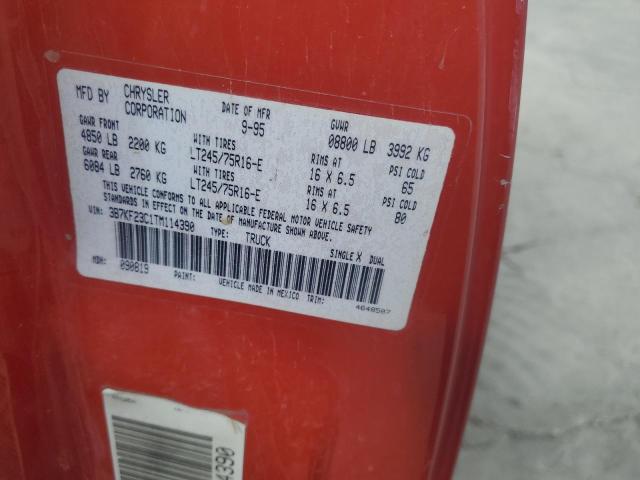 MFD BY CHRYSLER CORPORATION DATE OF MFR 9-95 GVWR 08800 LB 3992 KG
GAWR FRONT WITH TIRES RIMS AT PSI COLD
4850 LB 2200 KG LT245/75R16-E 16 X 6.5 65
GAWR REAR WITH TIRES RIMS AT PSI COLD
6084 LB 2760 KG LT245/75R16-E 16 X 6.5 80
THIS VEHICLE CONFORMS TO ALL APPLICABLE FEDERAL MOTOR VEHICLE SAFETY
STANDARDS IN EFFECT ON THE DATE OF MANUFACTURE SHOWN ABOVE.
VIN: 3B7KF23C1TM114390 TYPE: TRUCK SINGLE X DUAL
MDH: 090819 PAINT: VEHICLE MADE IN MEXICO TRIM: 4648507
4390